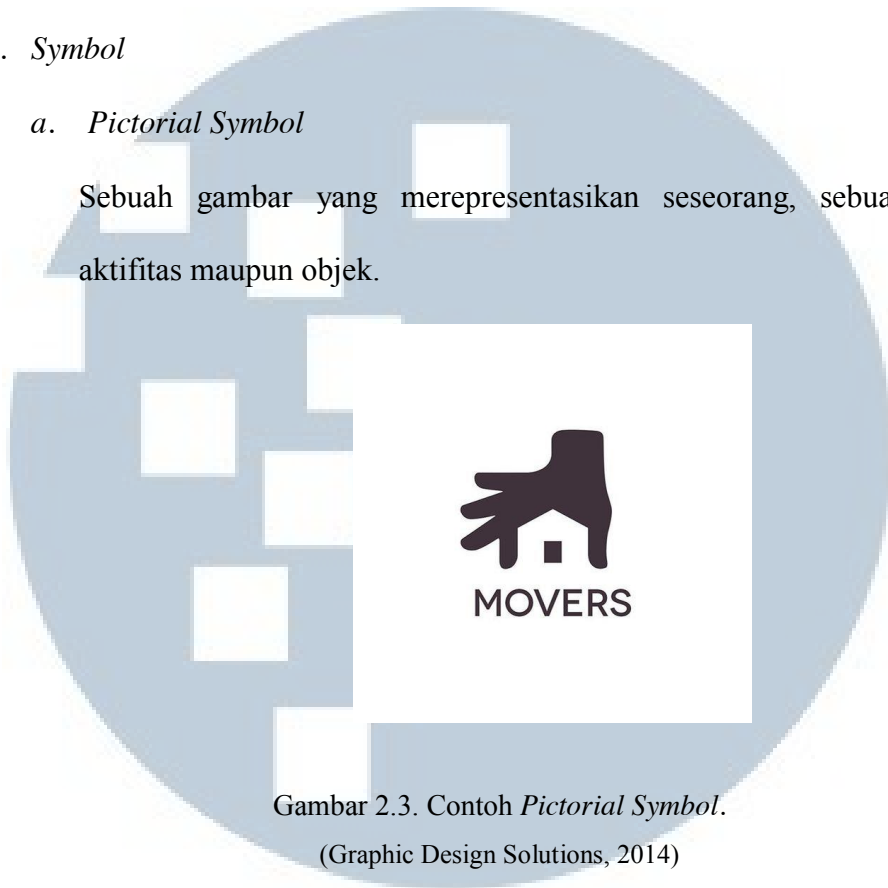 . Symbol
a. Pictorial Symbol
Sebuah gambar yang merepresentasikan seseorang, sebua
aktifitas maupun objek.
MOVERS
Gambar 2.3. Contoh Pictorial Symbol.
(Graphic Design Solutions, 2014)